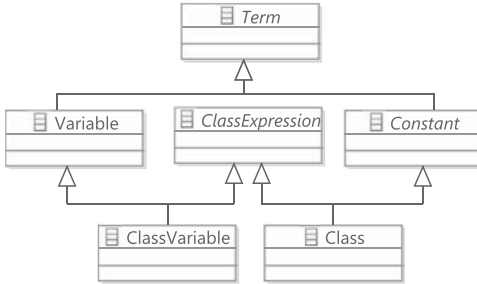 Term
Variable
ClassExpression
Constant
ClassVariable
Class